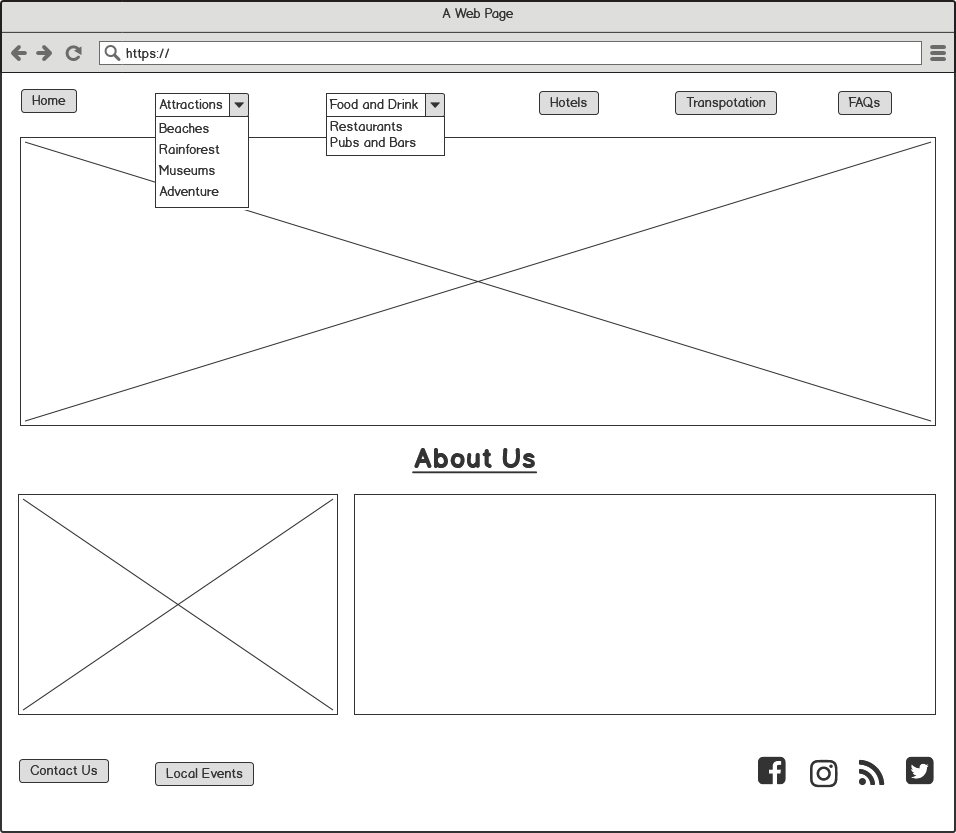 A Web Page
https://
Home
Attractions
Food and Drink
Hotels
Transpotation
FAQs
Beaches
Rainforest
Museums
Adventure
Restaurants
Pubs and Bars
About Us
Contact Us
Local Events